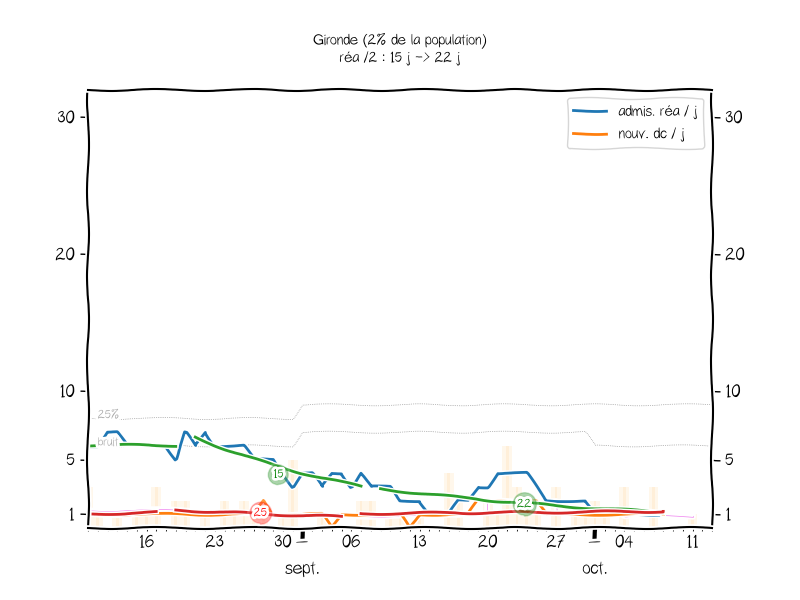 Gironde (2% de la population)
réa /2 : 15 j -> 22 j
admis. réa / j
nouv. dc / j
30
30
20
20
10
10
25%
bruit
5
5
15
22
25
1
1
16 23 30 06 13 20 27 04 11
sept. oct.